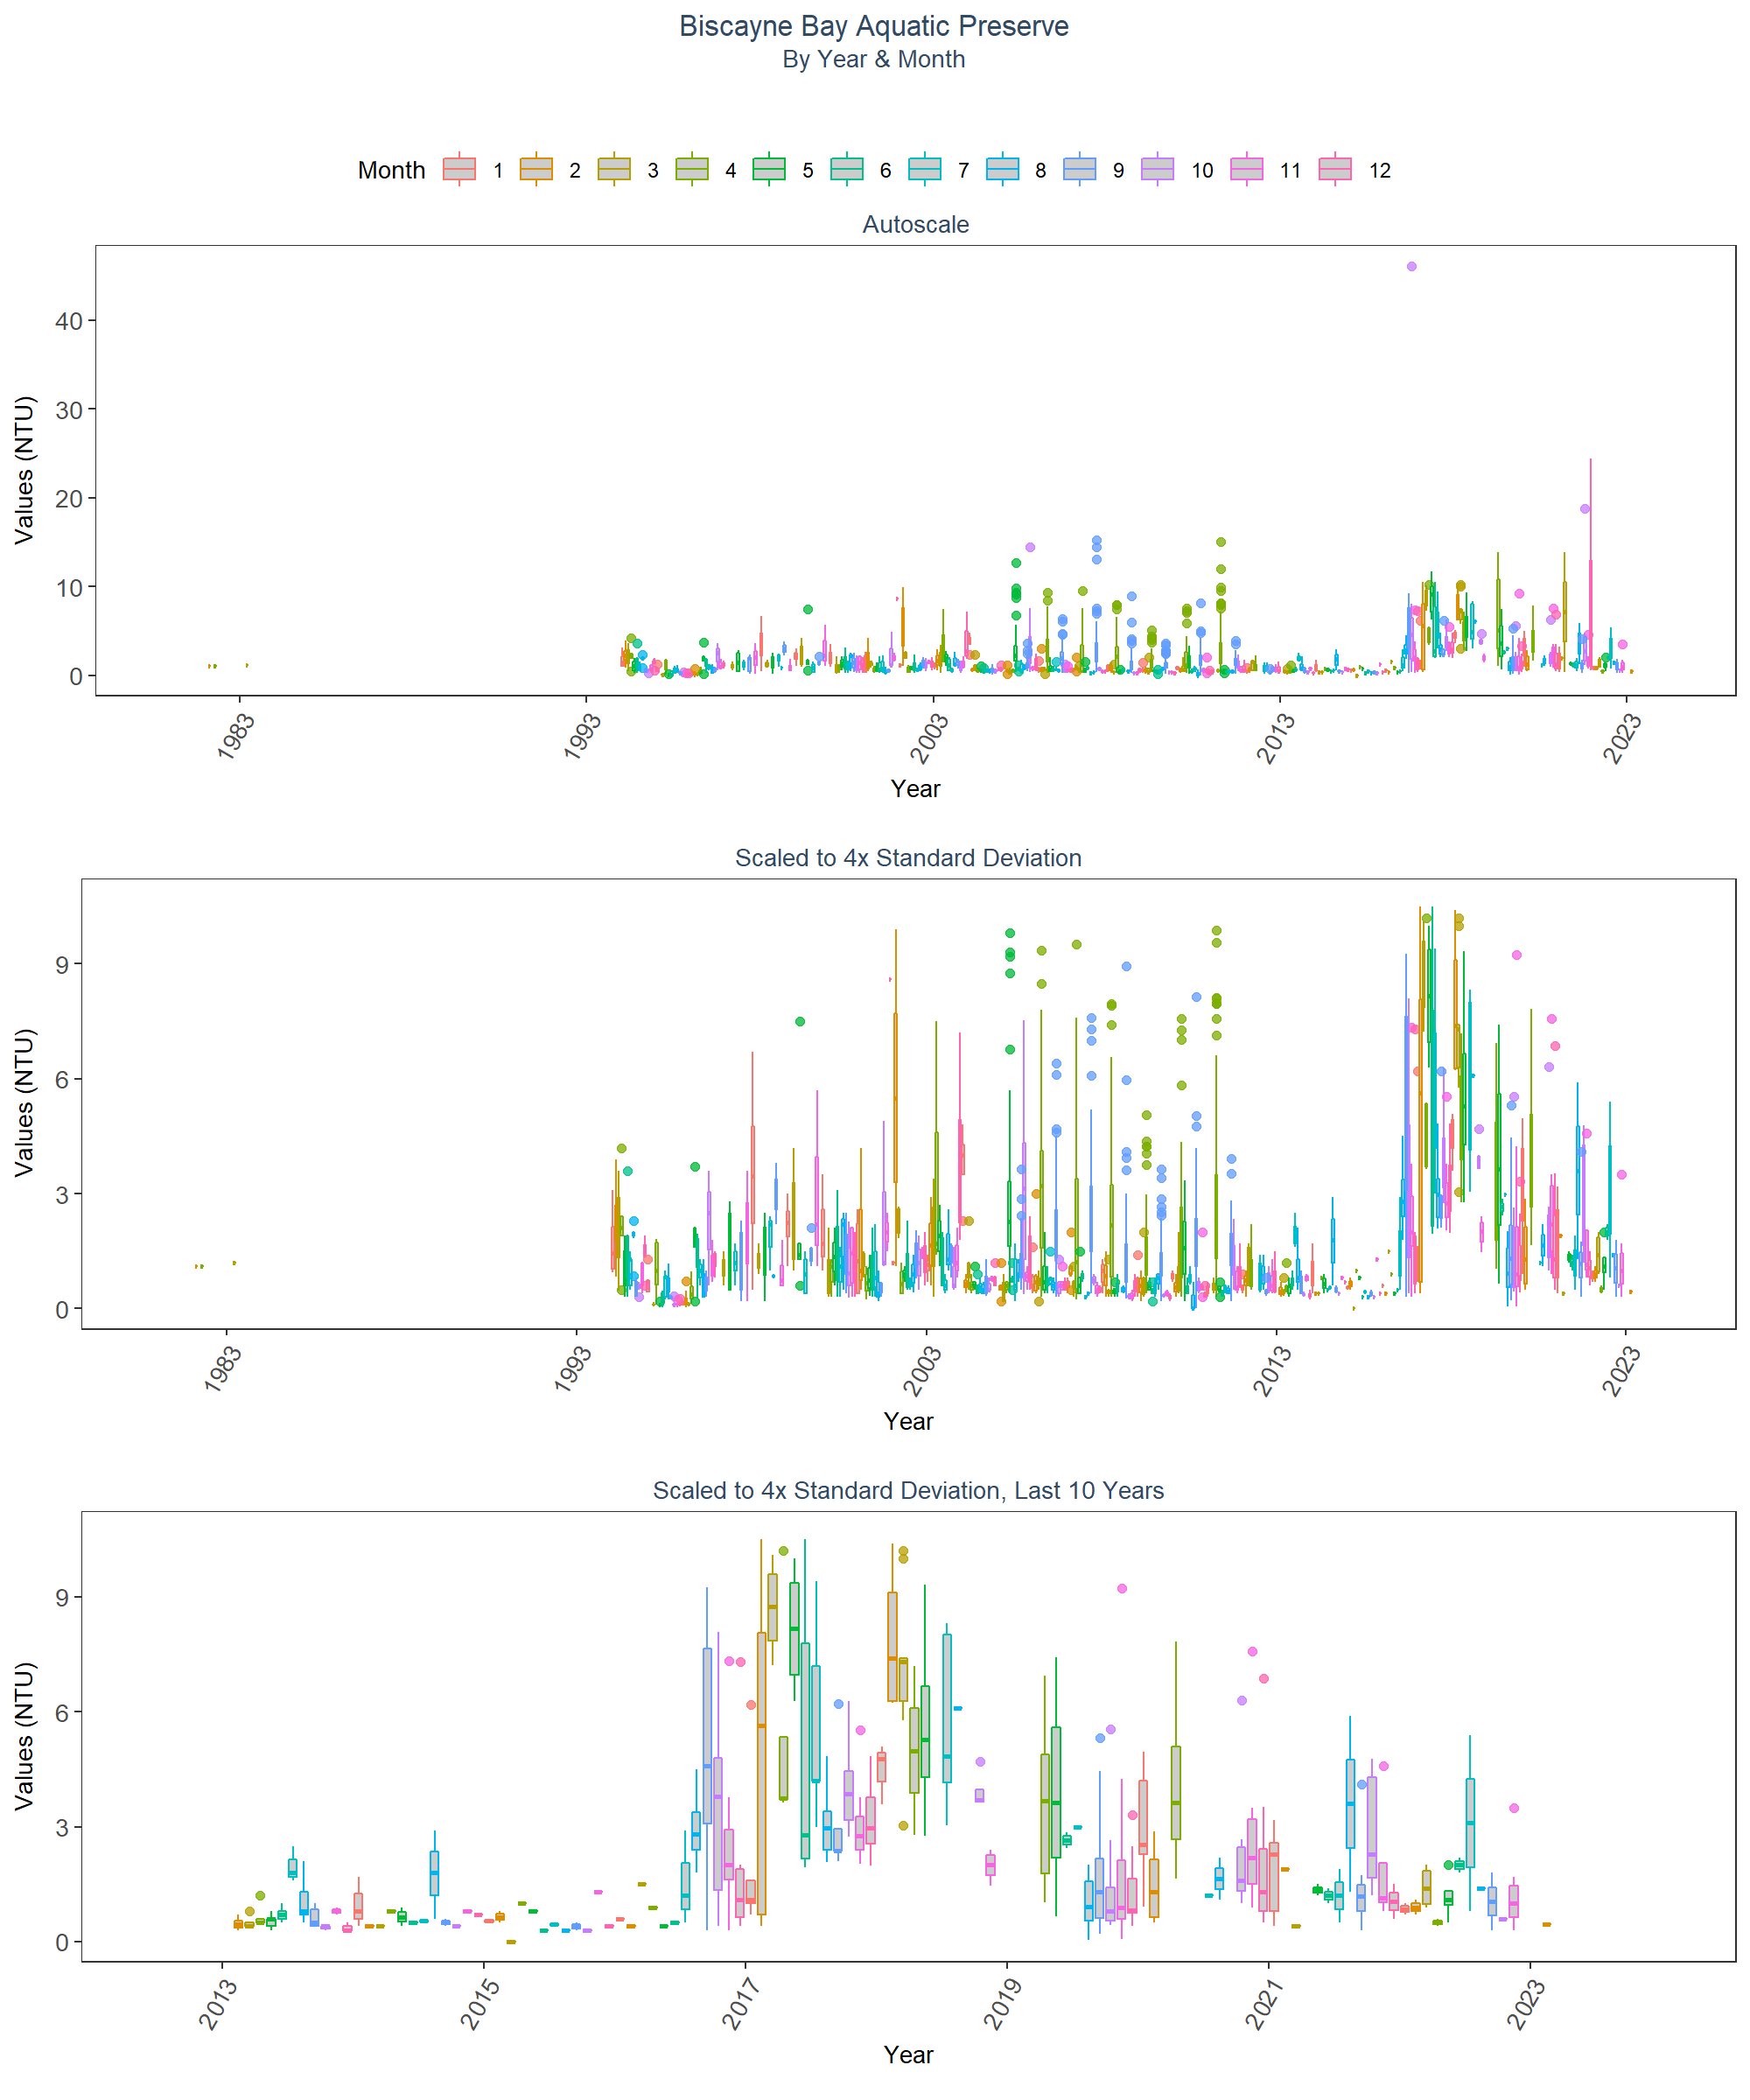 Biscayne Bay Aquatic Preserve
By Year & Month
Month 1 2 3 4 5 6 7 8 9 10 11 12
Autoscale
Values (NTU)
40
30
20
10
0
1983 1993 2003 2013 2023
Year
Scaled to 4x Standard Deviation
Values (NTU)
9
6
3
0
1983 1993 2003 2013 2023
Year
Scaled to 4x Standard Deviation, Last 10 Years
Values (NTU)
9
6
3
0
2013 2015 2017 2019 2021 2023
Year